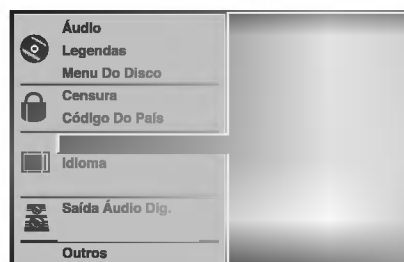 Áudio
Legendas
Menu Do Disco
Censura
Código Do País
Idioma
Saída Áudio Dig.
Outros